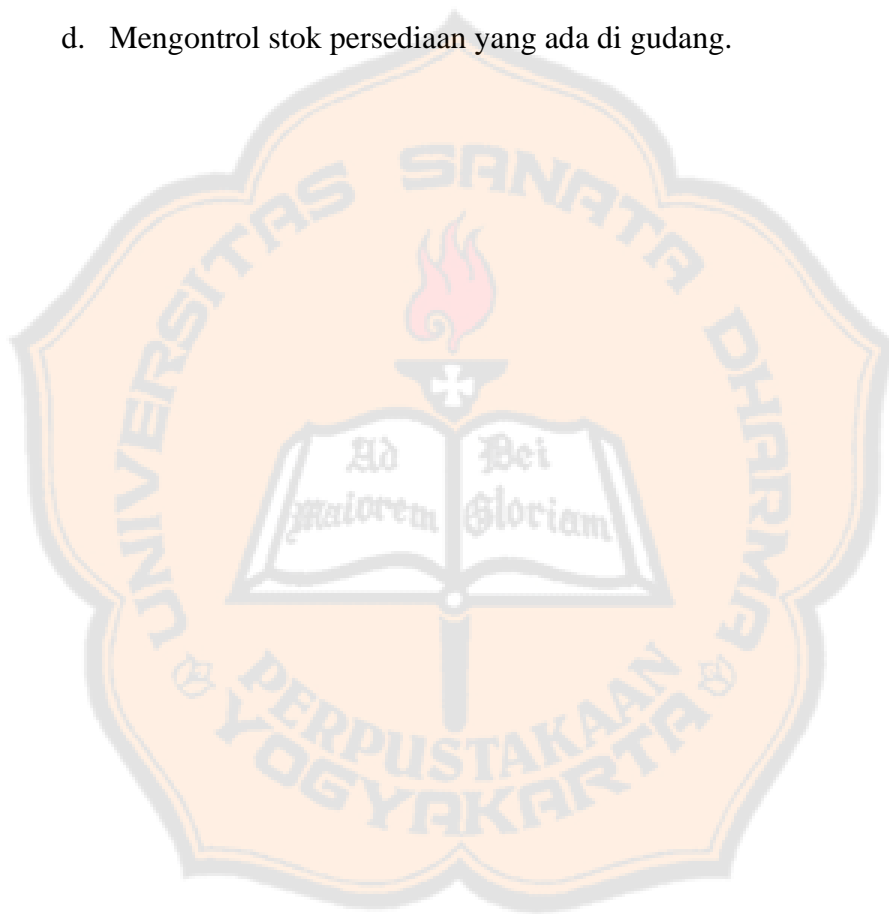 d. Mengontrol stok persediaan yang ada di gudang.
UNIVERSITAS SANATA DHARMA
Ad Dei
Maiorem Gloriam
PERPUSTAKAAN
YOGYAKARTA